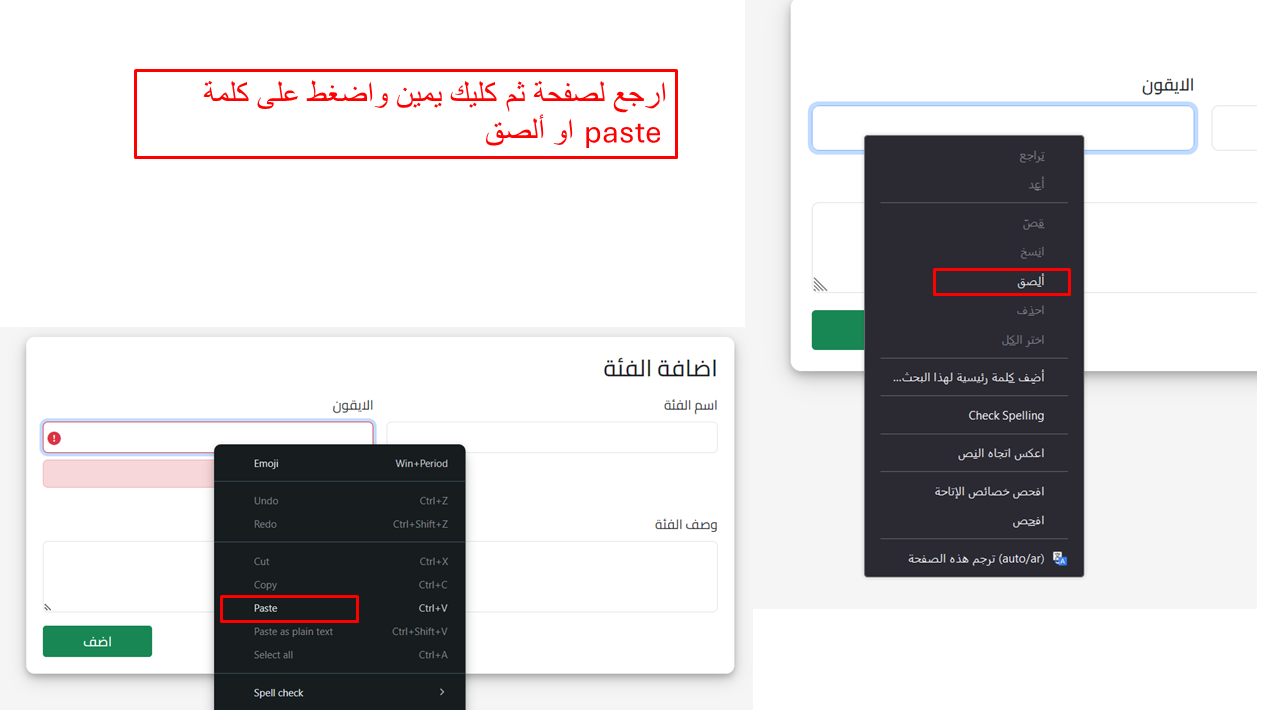 ارجع لصفحة ثم كليك يمين واضغط على كلمة
paste او ألصق
الايقون
تراجع
أعِد
قصّ
انسخ
ألصق
احذف
اختر الكل
أضِف كلمة رئيسية لهذا البحث...
Check Spelling
اعكس اتجاه النص
افحص خصائص الإتاحة
افحص
ترجم هذه الصفحة (auto/ar)
اضافة الفئة
اسم الفئة
الايقون
Emoji Win+Period
Undo Ctrl+Z
Redo Ctrl+Shift+Z
وصف الفئة
Cut Ctrl+X
Copy Ctrl+C
Paste Ctrl+V
Paste as plain text Ctrl+Shift+V
Select all Ctrl+A
Spell check
اضف